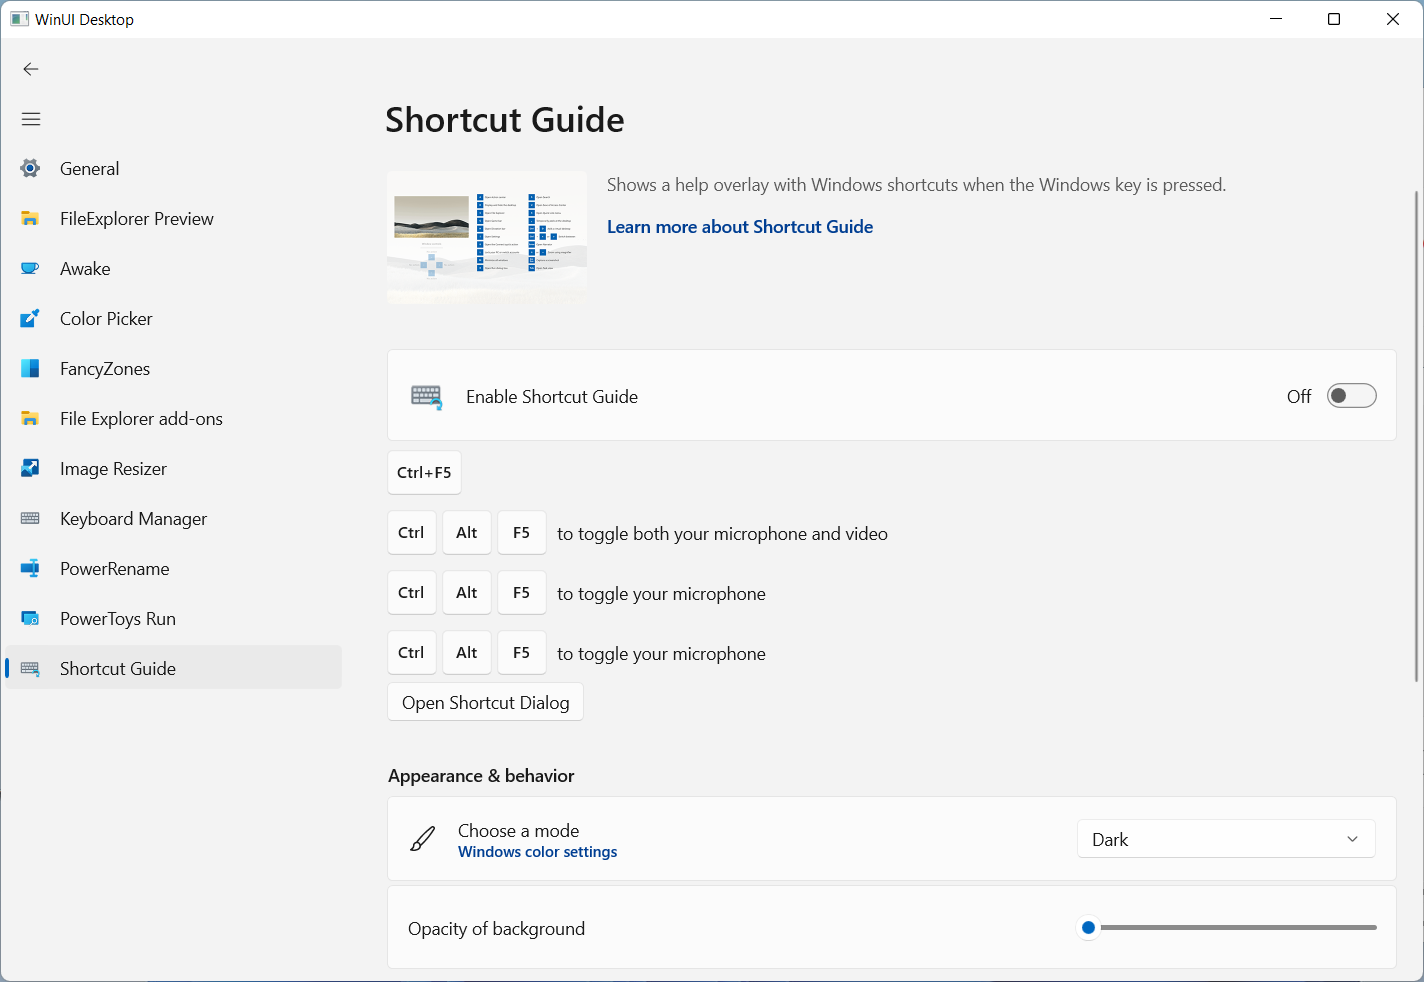 WinUI Desktop
Shortcut Guide
Shows a help overlay with Windows shortcuts when the Windows key is pressed.
Learn more about Shortcut Guide
General
FileExplorer Preview
Awake
Color Picker
FancyZones
File Explorer add-ons
Image Resizer
Keyboard Manager
PowerRename
PowerToys Run
Shortcut Guide
Enable Shortcut Guide Off
Ctrl+F5
Ctrl Alt F5 to toggle both your microphone and video
Ctrl Alt F5 to toggle your microphone
Ctrl Alt F5 to toggle your microphone
Open Shortcut Dialog
Appearance & behavior
Choose a mode
Windows color settings
Dark
Opacity of background